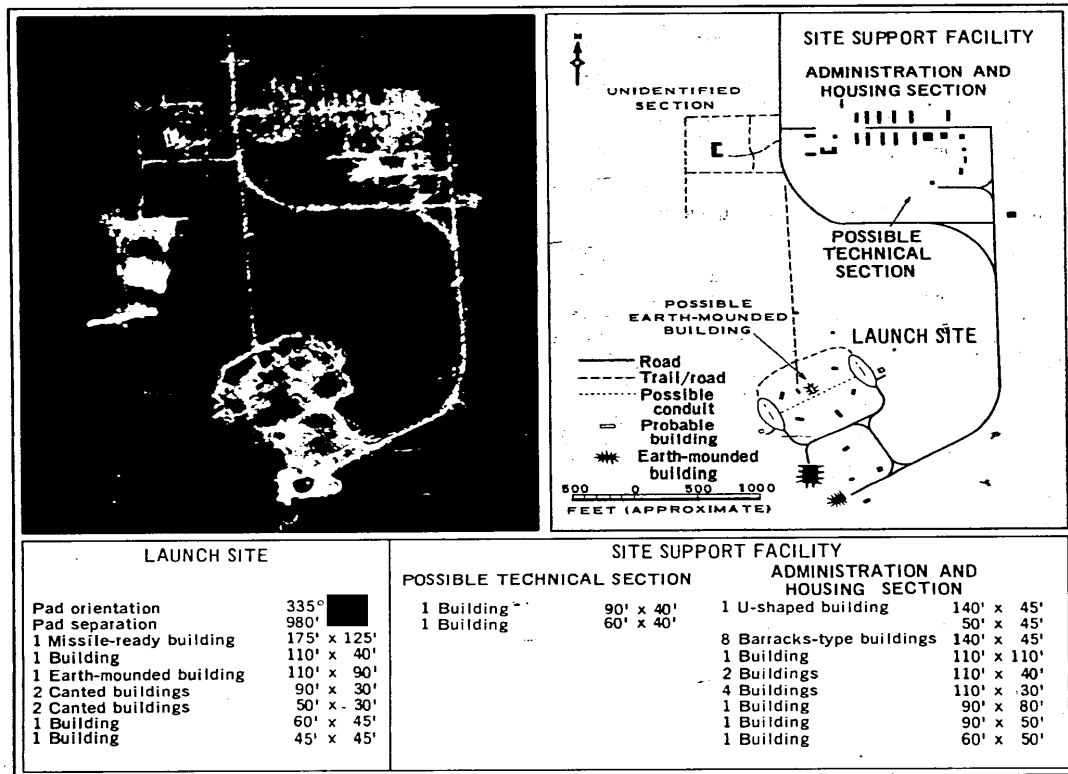 N
SITE SUPPORT FACILITY
ADMINISTRATION AND
HOUSING SECTION
UNIDENTIFIED
SECTION
POSSIBLE
TECHNICAL
SECTION
POSSIBLE
EARTH-MOUNDED
BUILDING
LAUNCH SITE
Road
Trail/road
Possible
conduit
Probable
building
Earth-mounded
building
500 0 500 1000
FEET (APPROXIMATE)
LAUNCH SITE
Pad orientation 335°
Pad separation 980'
1 Missile-ready building 175' x 125'
1 Building 110' x 40'
1 Earth-mounded building 110' x 90'
2 Canted buildings 90' x 30'
2 Canted buildings 50' x 30'
1 Building 60' x 45'
1 Building 45' x 45'
SITE SUPPORT FACILITY
POSSIBLE TECHNICAL SECTION
1 Building 90' x 40'
1 Building 60' x 40'
ADMINISTRATION AND
HOUSING SECTION
1 U-shaped building 140' x 45'
50' x 45'
8 Barracks-type buildings 140' x 45'
1 Building 110' x 110'
2 Buildings 110' x 40'
4 Buildings 110' x 30'
1 Building 90' x 80'
1 Building 90' x 50'
1 Building 60' x 50'